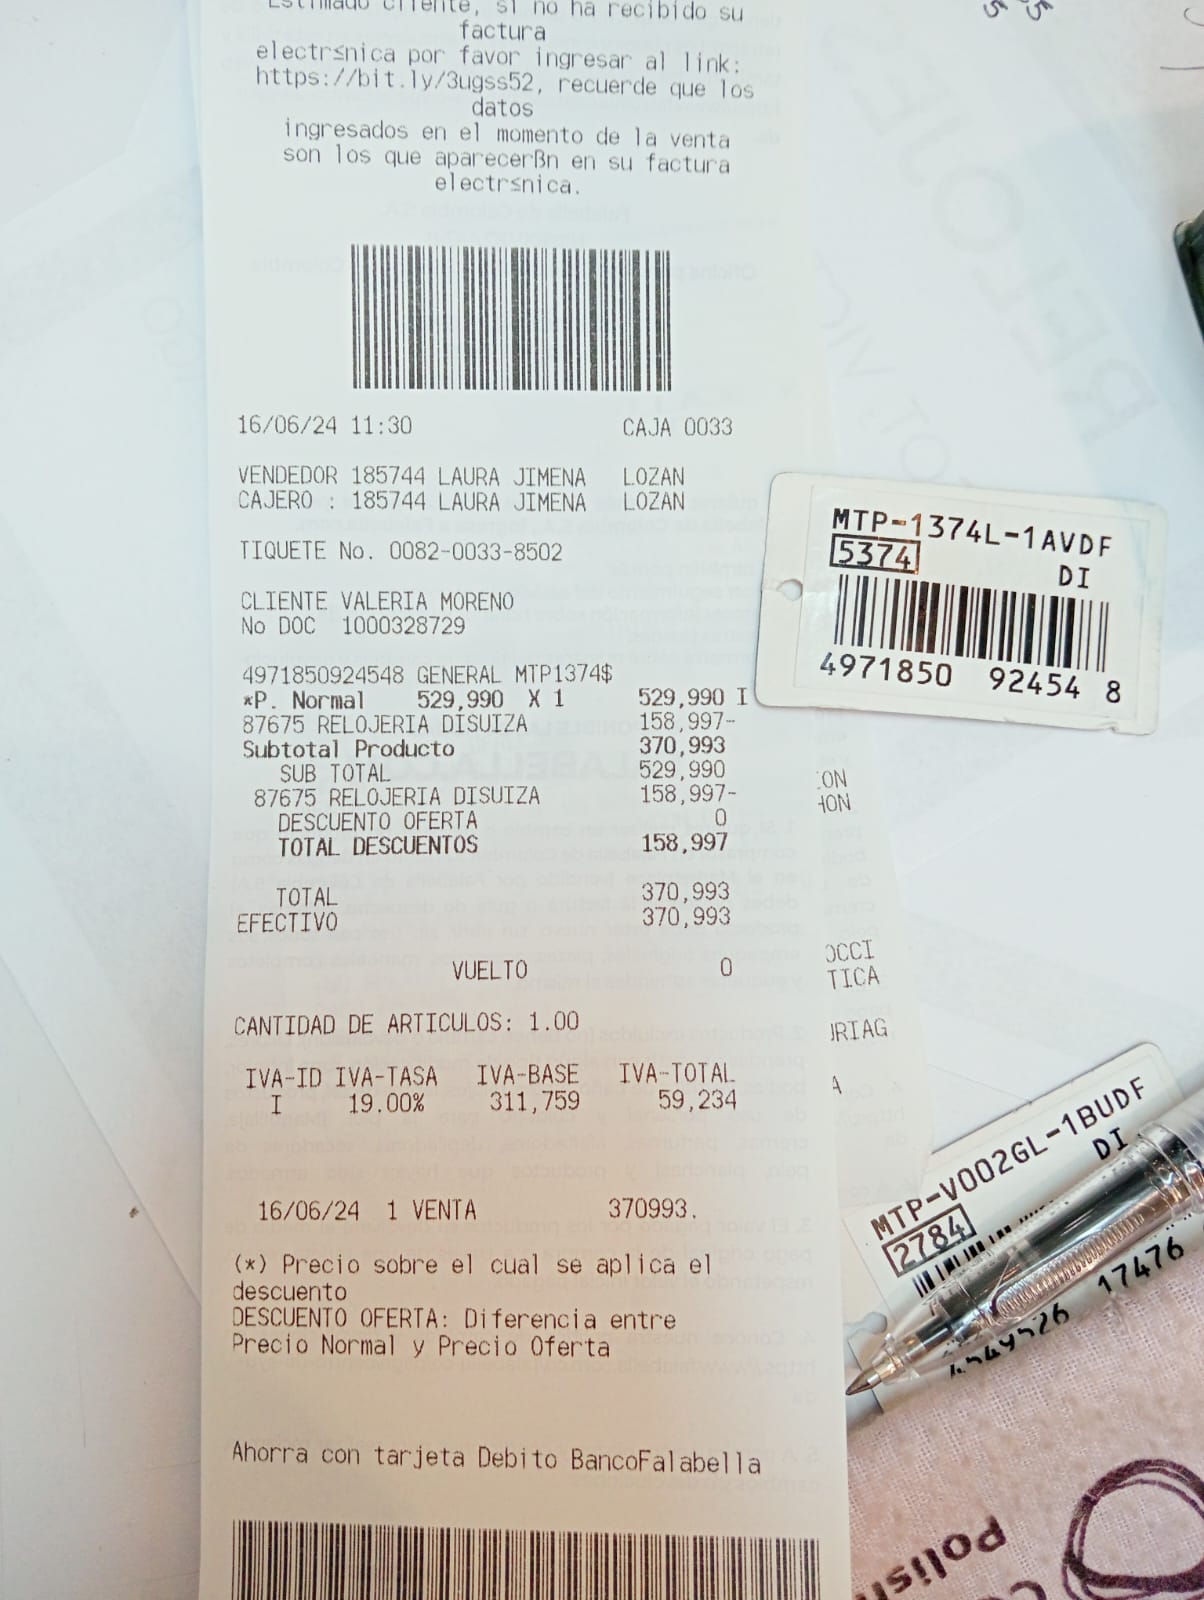 Estimado cliente, si no ha recibido su
factura
electr≤nica por favor ingresar al link:
https://bit.ly/3ugss52, recuerde que los
datos
ingresados en el momento de la venta
son los que aparecerßn en su factura
electr≤nica.
16/06/24 11:30 CAJA 0033
VENDEDOR 185744 LAURA JIMENA LOZAN
CAJERO : 185744 LAURA JIMENA LOZAN
TIQUETE No. 0082-0033-8502
CLIENTE VALERIA MORENO
No DOC 1000328729
4971850924548 GENERAL MTP1374$
*P. Normal 529,990 X 1 529,990 I
87675 RELOJERIA DISUIZA 158,997-
Subtotal Producto 370,993
SUB TOTAL 529,990
87675 RELOJERIA DISUIZA 158,997-
DESCUENTO OFERTA 0
TOTAL DESCUENTOS 158,997
TOTAL 370,993
EFECTIVO 370,993
VUELTO 0
CANTIDAD DE ARTICULOS: 1.00
IVA-ID IVA-TASA IVA-BASE IVA-TOTAL
I 19.00% 311,759 59,234
16/06/24 1 VENTA 370993.
(*) Precio sobre el cual se aplica el
descuento
DESCUENTO OFERTA: Diferencia entre
Precio Normal y Precio Oferta
Ahorra con tarjeta Debito BancoFalabella
MTP-1374L-1AVDF
5374
DI
4971850 92454 8
MTP-V002GL-1BUDF
DI
2784
17476